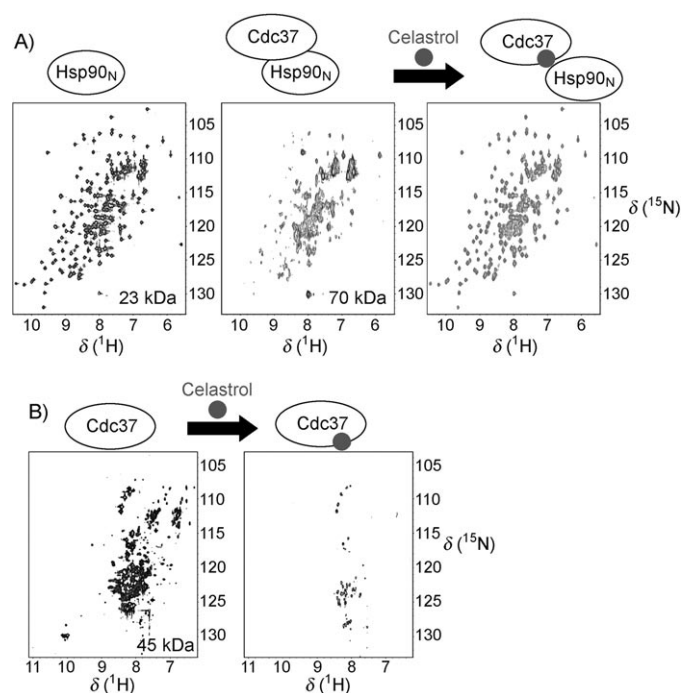 A)
Hsp90N
Cdc37
Hsp90N
Celastrol
Cdc37
Hsp90N
105
110
115
120
125
130
23 kDa
10 9 8 7 6
δ (¹H)
105
110
115
120
125
130
70 kDa
10 9 8 7 6
δ (¹H)
105
110
115
120
125
130
δ (¹⁵N)
10 9 8 7 6
δ (¹H)
B)
Cdc37
Celastrol
Cdc37
105
110
115
120
125
130
45 kDa
11 10 9 8 7
δ (¹H)
105
110
115
120
125
130
δ (¹⁵N)
11 10 9 8 7
δ (¹H)